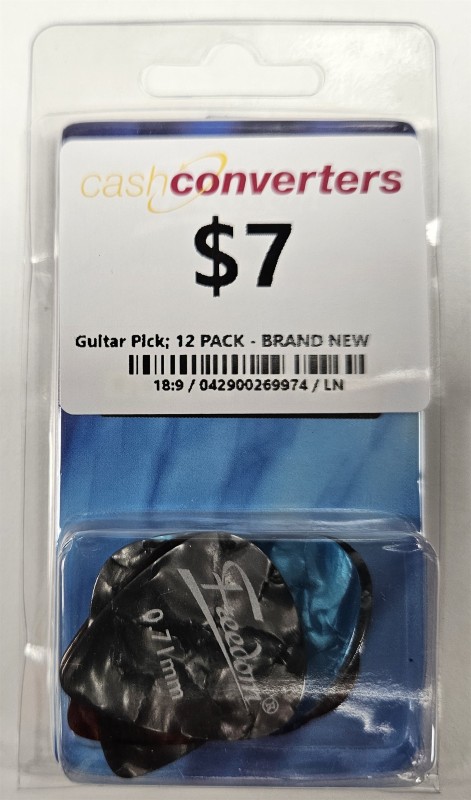 cashconverters
$7
Guitar Pick; 12 PACK - BRAND NEW
18:9 / 042900269974 / LN
Freedom®
0.71mm